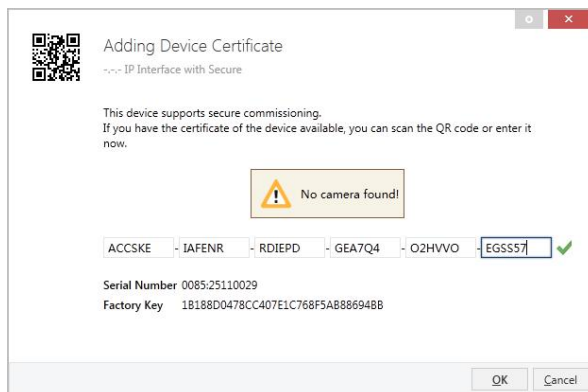 Adding Device Certificate
-.-.- IP Interface with Secure
This device supports secure commissioning.
If you have the certificate of the device available, you can scan the QR code or enter it
now.
No camera found!
ACCSKE - IAFENR - RDIEPD - GEA7Q4 - O2HVVO - EGSS57
Serial Number 0085:25110029
Factory Key 1B188D0478CC407E1C768F5AB88694BB
OK Cancel